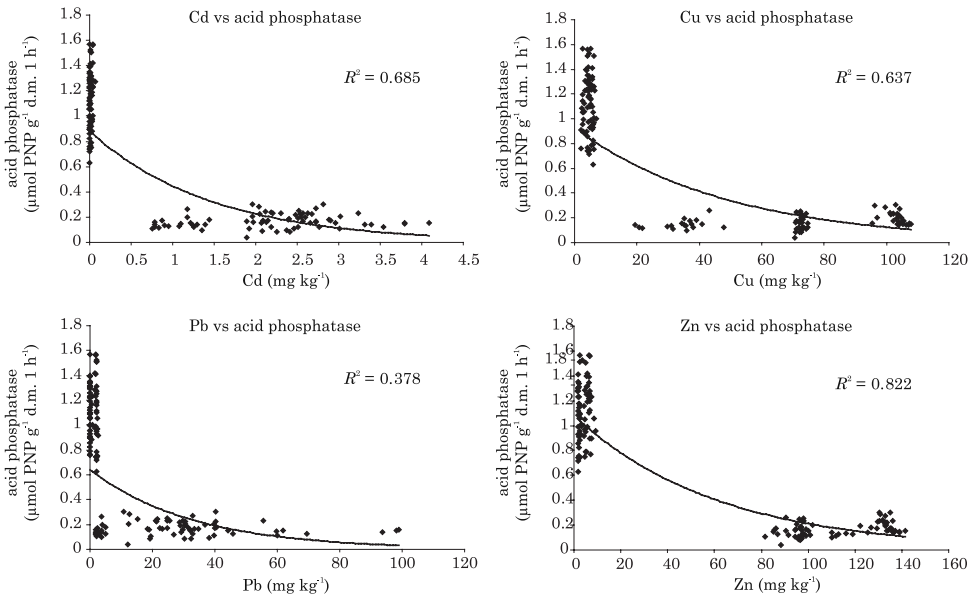 Cd vs acid phosphatase
acid phosphatase
(µmol PNP g⁻¹ d.m. 1 h⁻¹)
1.8
1.6
1.4
1.2
1
0.8
0.6
0.4
0.2
0
R² = 0.685
0 0.5 1 1.5 2 2.5 3 3.5 4 4.5
Cd (mg kg⁻¹)
Cu vs acid phosphatase
acid phosphatase
(µmol PNP g⁻¹ d.m. 1 h⁻¹)
1.8
1.6
1.4
1.2
1
0.8
0.6
0.4
0.2
0
R² = 0.637
0 20 40 60 80 100 120
Cu (mg kg⁻¹)
Pb vs acid phosphatase
acid phosphatase
(µmol PNP g⁻¹ d.m. 1 h⁻¹)
1.8
1.6
1.4
1.2
1
0.8
0.6
0.4
0.2
0
R² = 0.378
0 20 40 60 80 100 120
Pb (mg kg⁻¹)
Zn vs acid phosphatase
acid phosphatase
(µmol PNP g⁻¹ d.m. 1 h⁻¹)
1.8
1.6
1.8
1.4
1.2
1
0.8
0.6
0.4
0.2
0
R² = 0.822
0 20 40 60 80 100 120 140 160
Zn (mg kg⁻¹)